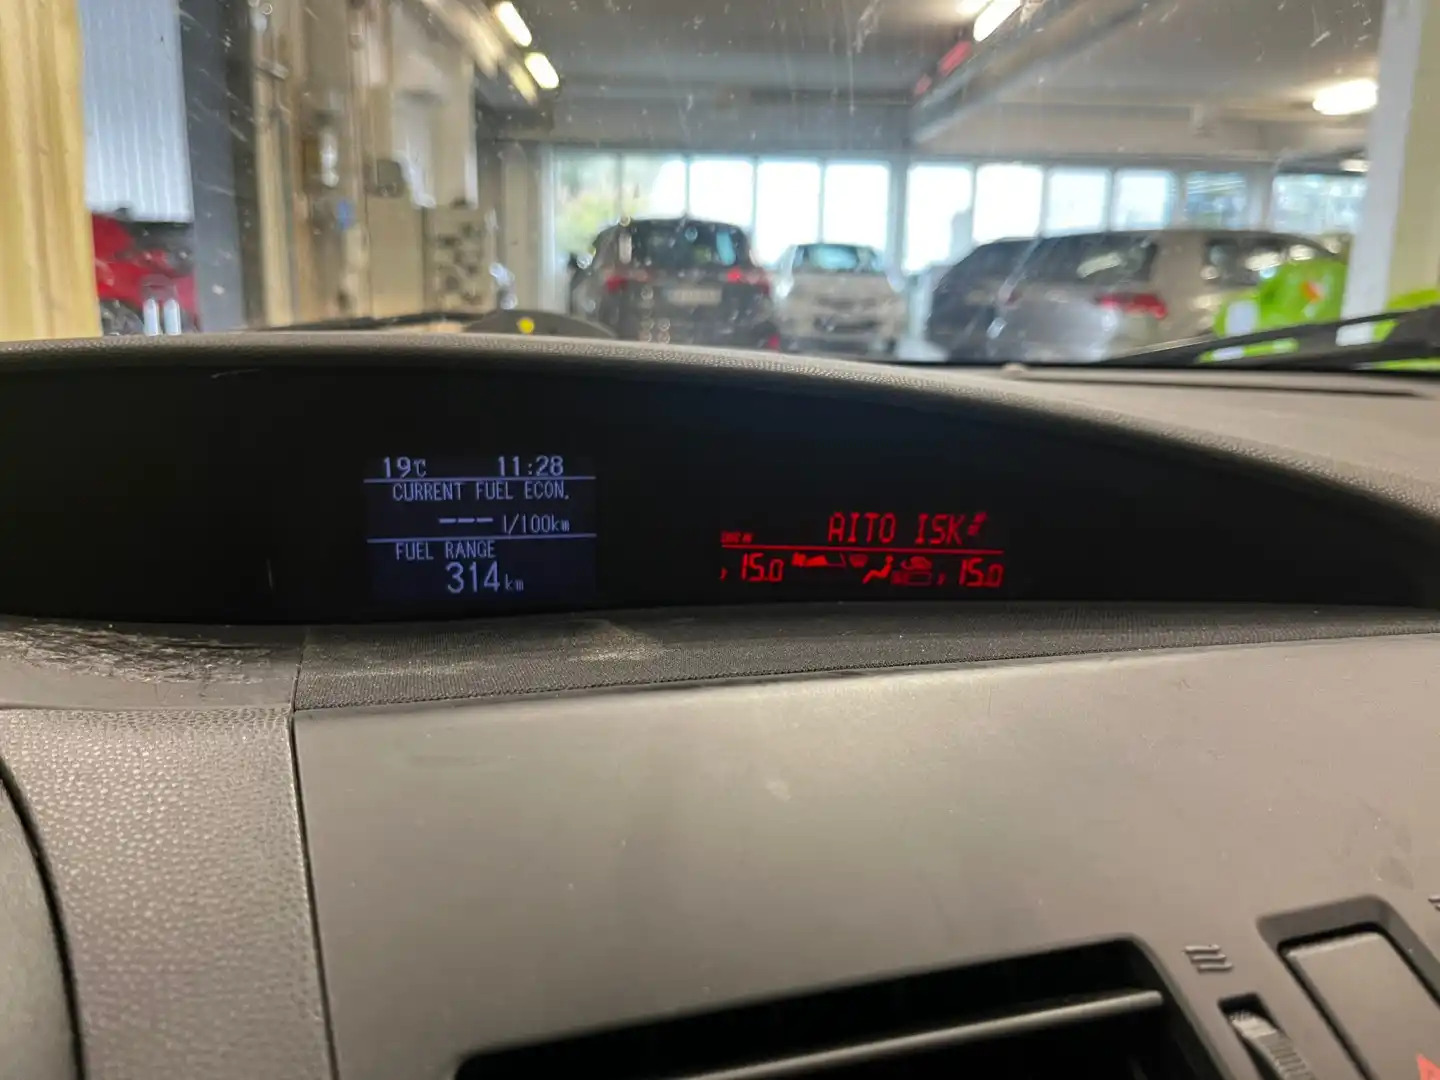 19℃ 11:28
CURRENT FUEL ECON.
--- l/100km
FUEL RANGE
314km
AITO ISK
15.0 15.0